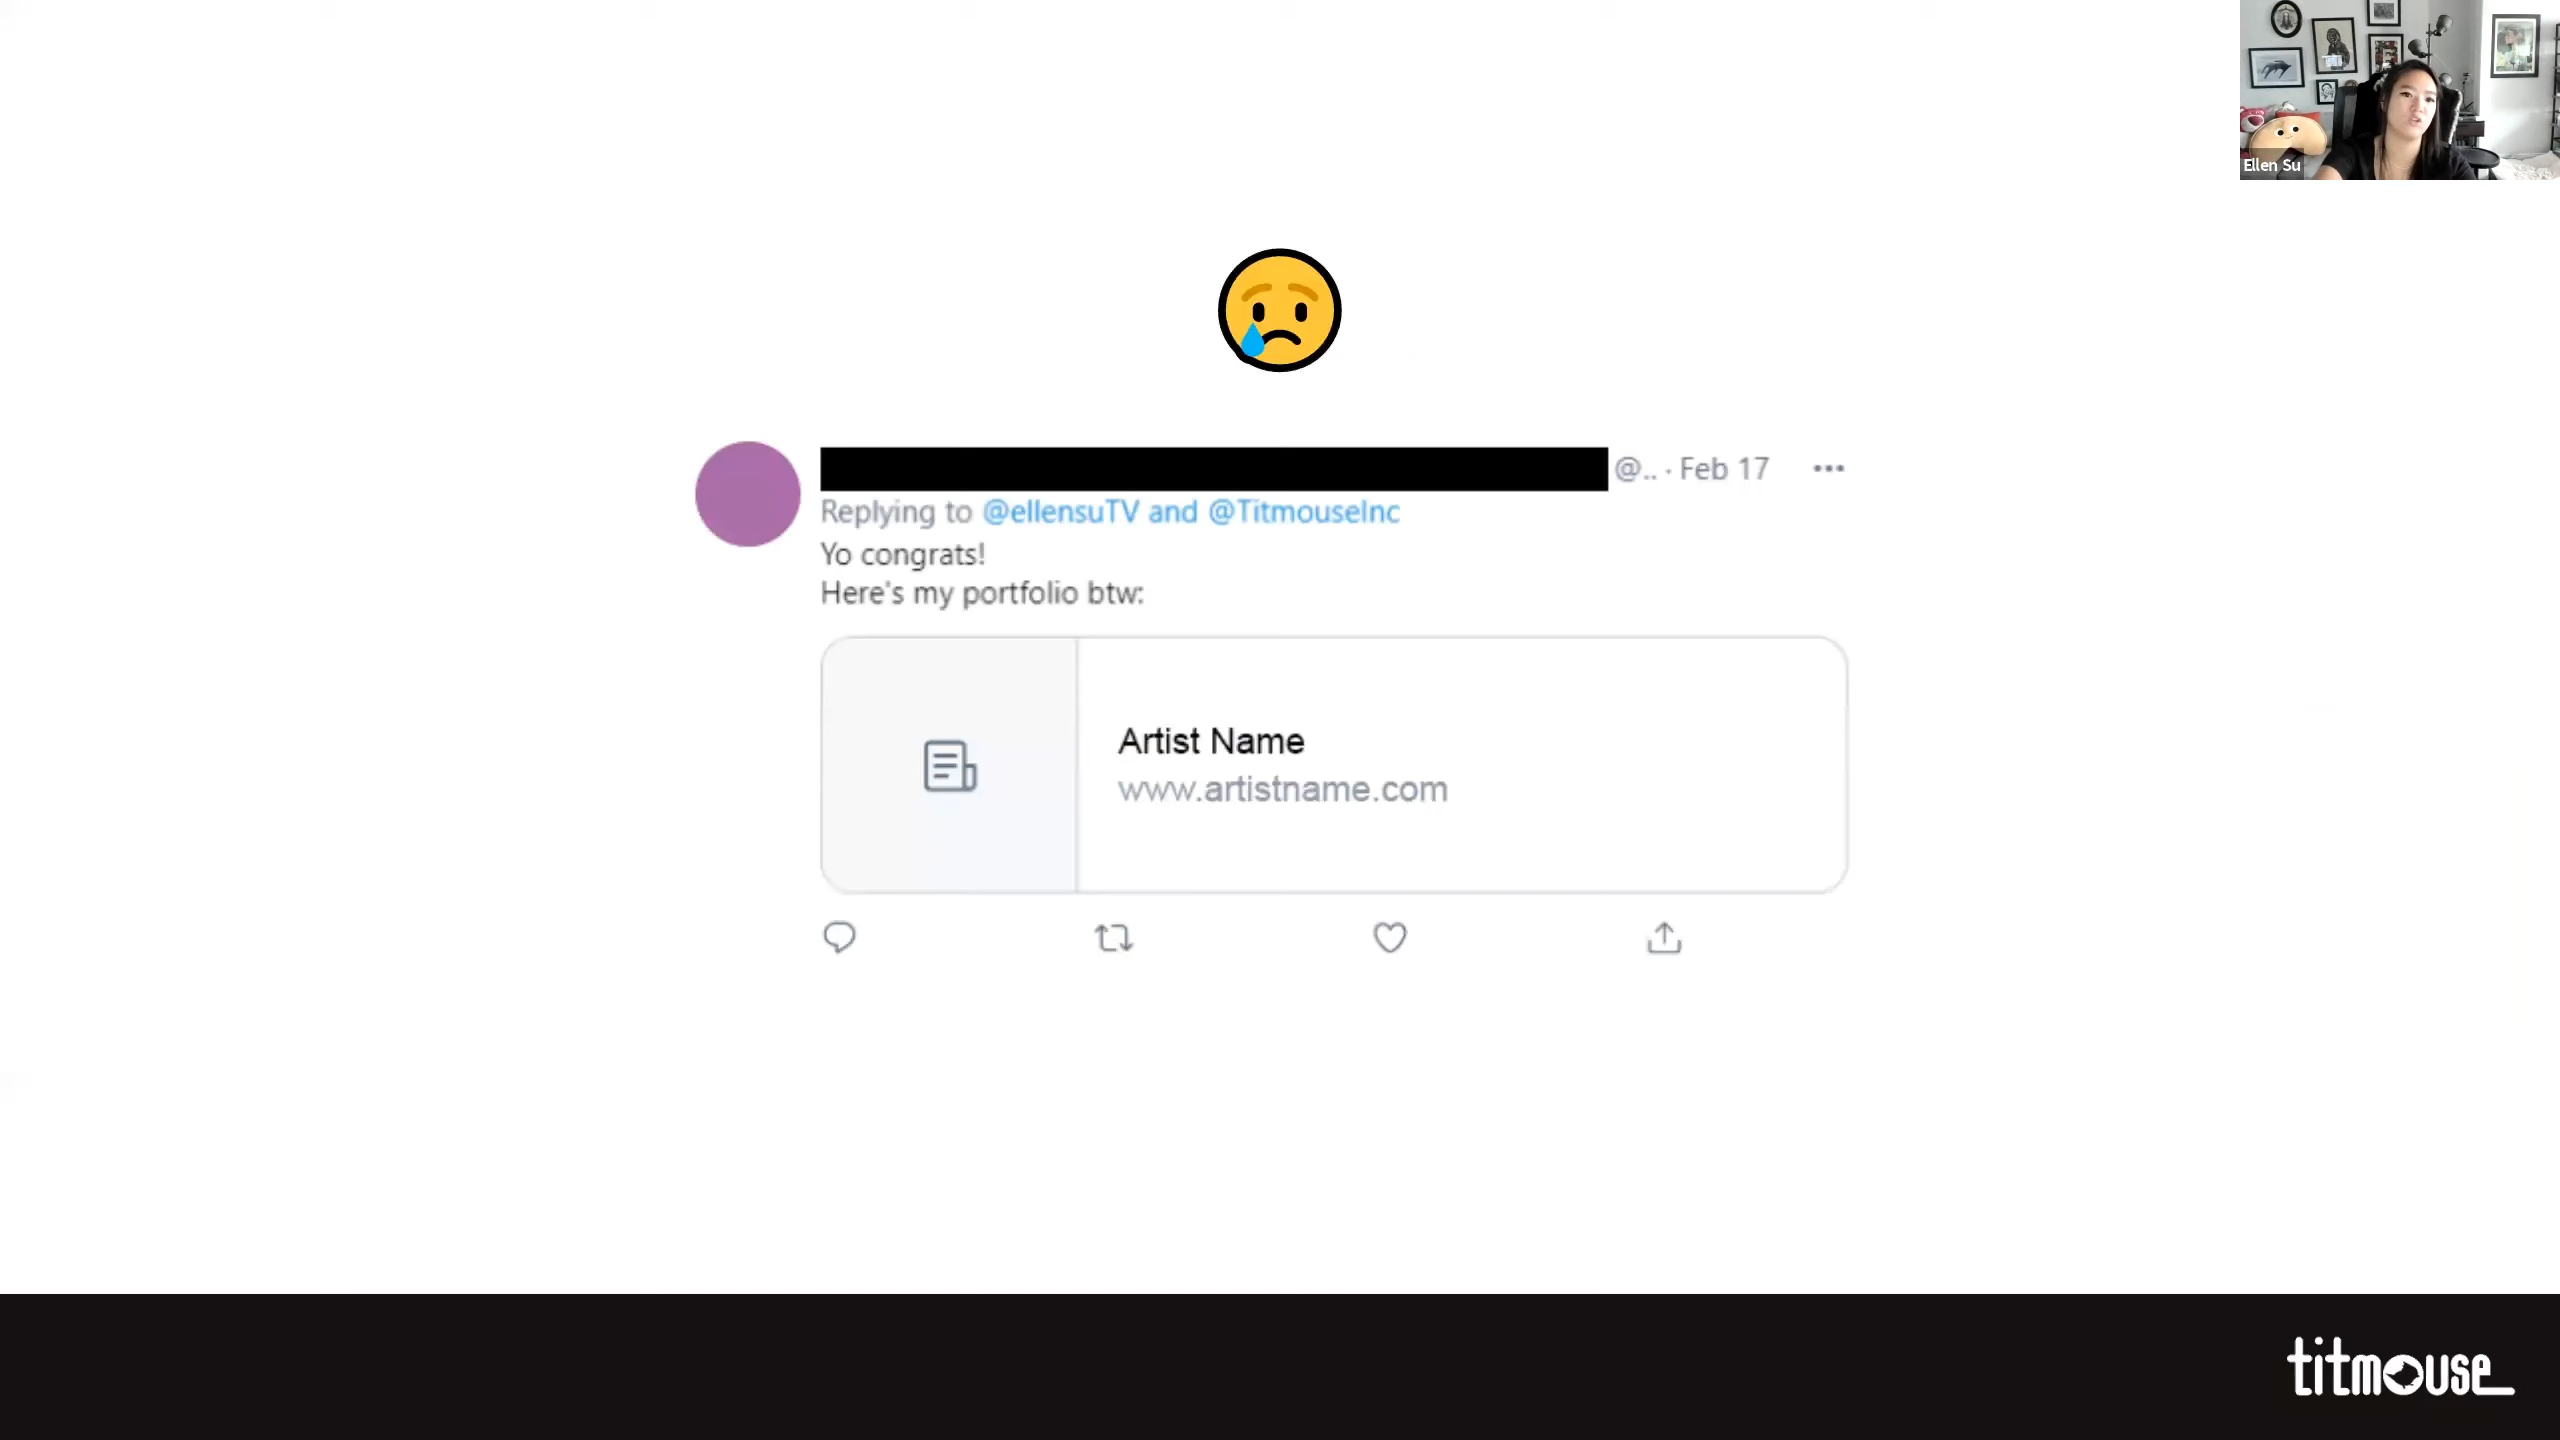 Ellen Su
@.. · Feb 17
Replying to @ellensuTV and @TitmouseInc
Yo congrats!
Here's my portfolio btw:
Artist Name
www.artistname.com
titmouse